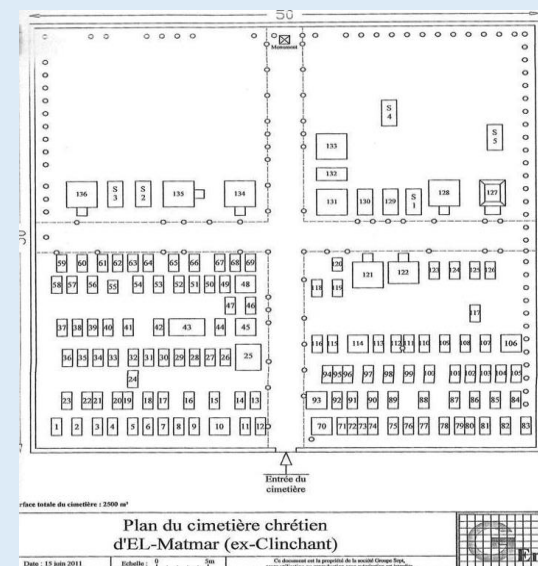 50
Monument
S 4
S 5
133
132
136 S 3 S 2 135 134
131 130 129 S 1 128 127
59 60 61 62 63 64 65 66 67 68 69
120 121 122 123 124 125 126
58 57 56 55 54 53 52 51 50 49 48
118 119
47 46
117
37 38 39 40 41 42 43 44 45
116 115 114 113 112 111 110 109 108 107 106
36 35 34 33 32 31 30 29 28 27 26 25
24
94 95 96 97 98 99 100 101 102 103 104 105
23 22 21 20 19 18 17 16 15 14 13
93 92 91 90 89 88 87 86 85 84
1 2 3 4 5 6 7 8 9 10 11 12
70 71 72 73 74 75 76 77 78 79 80 81 82 83
Entrée du
cimetière
rface totale du cimetière : 2500 m²
Plan du cimetière chrétien
d'EL-Matmar (ex-Clinchant)
Date : 15 juin 2011
Echelle : 0 5m
Ce document est la propriété de la société Groupe Sept,